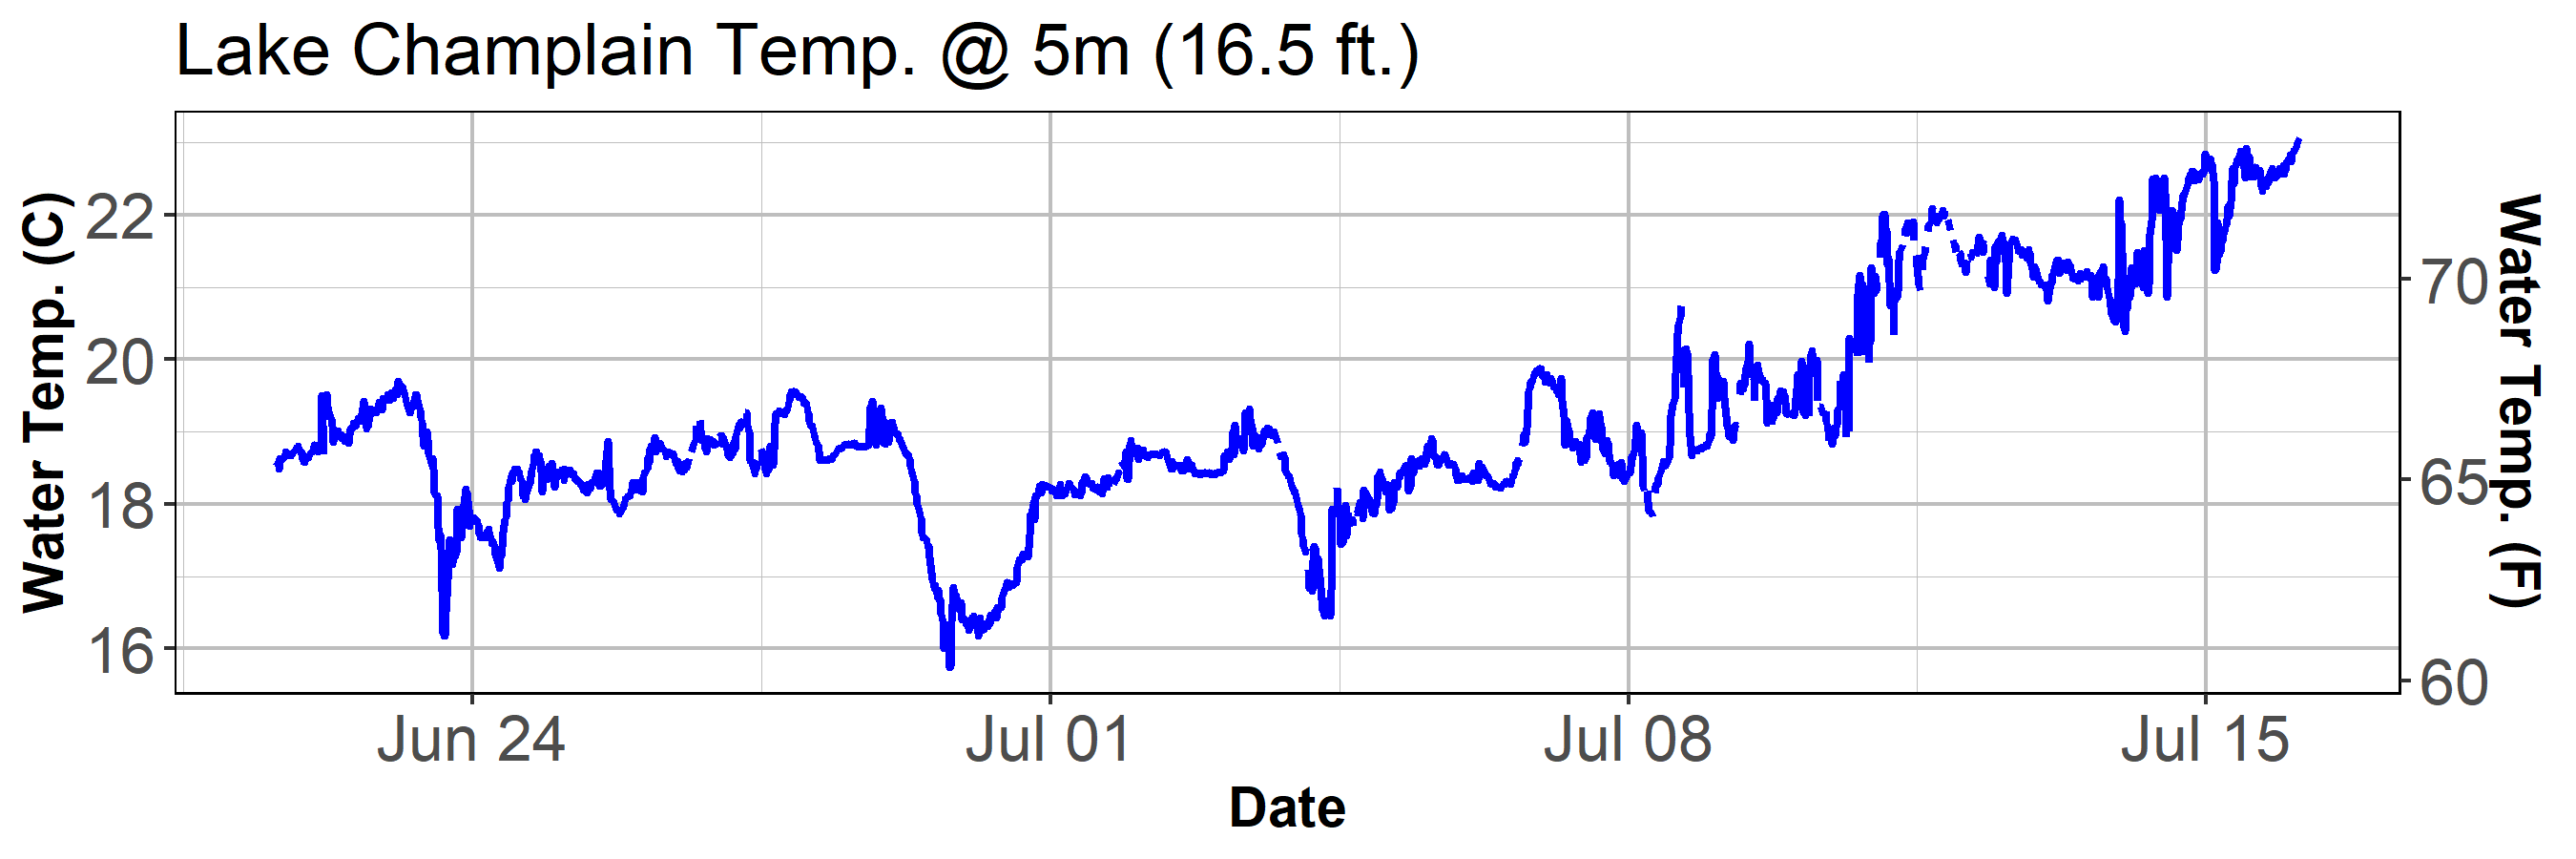 Lake Champlain Temp. @ 5m (16.5 ft.)
Water Temp. (C)
22
20
18
16
70
65
60
Water Temp. (F)
Jun 24
Jul 01
Jul 08
Jul 15
Date